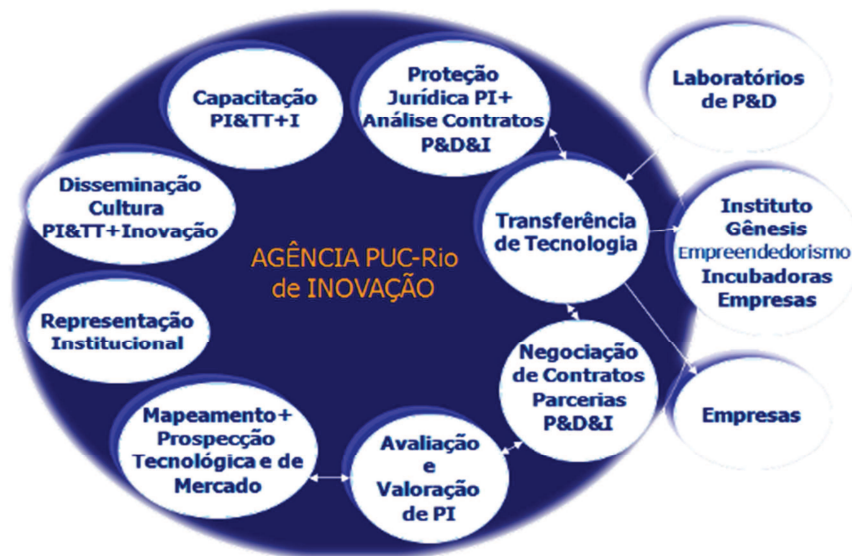 Proteção
Jurídica PI+
Análise Contratos
P&D&I
Laboratórios
de P&D
Capacitação
PI&TT+I
Disseminação
Cultura
PI&TT+Inovação
Transferência
de Tecnologia
Instituto
Gênesis
Empreendedorismo
Incubadoras
Empresas
AGÊNCIA PUC-Rio
de INOVAÇÃO
Representação
Institucional
Negociação
de Contratos
Parcerias
P&D&I
Empresas
Mapeamento+
Prospecção
Tecnológica e de
Mercado
Avaliação
e
Valoração
de PI